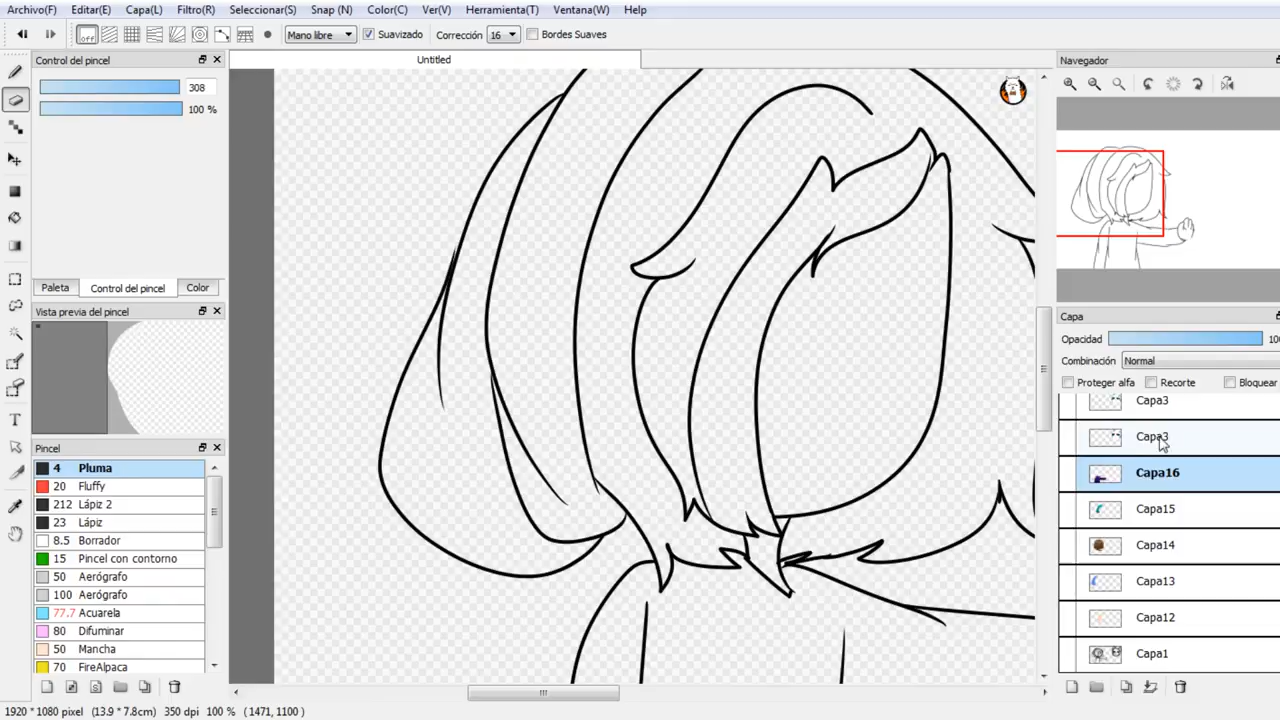 Archivo(F) Editar(E) Capa(L) Filtro(R) Seleccionar(S) Snap (N) Color(C) Ver(V) Herramienta(T) Ventana(W) Help
Off Mano libre Suavizado Corrección 16 Bordes Suaves
Control del pincel
308
100 %
Paleta Control del pincel Color
Vista previa del pincel
Pincel
4 Pluma
20 Fluffy
212 Lápiz 2
23 Lápiz
8.5 Borrador
15 Pincel con contorno
50 Aerógrafo
100 Aerógrafo
77.7 Acuarela
80 Difuminar
50 Mancha
70 FireAlpaca
Untitled
Navegador
Capa
Opacidad 100
Combinación Normal
Proteger alfa Recorte Bloquear
Capa3
Capa3
Capa16
Capa15
Capa14
Capa13
Capa12
Capa1
1920 * 1080 pixel (13.9 * 7.8cm) 350 dpi 100 % (1471, 1100)